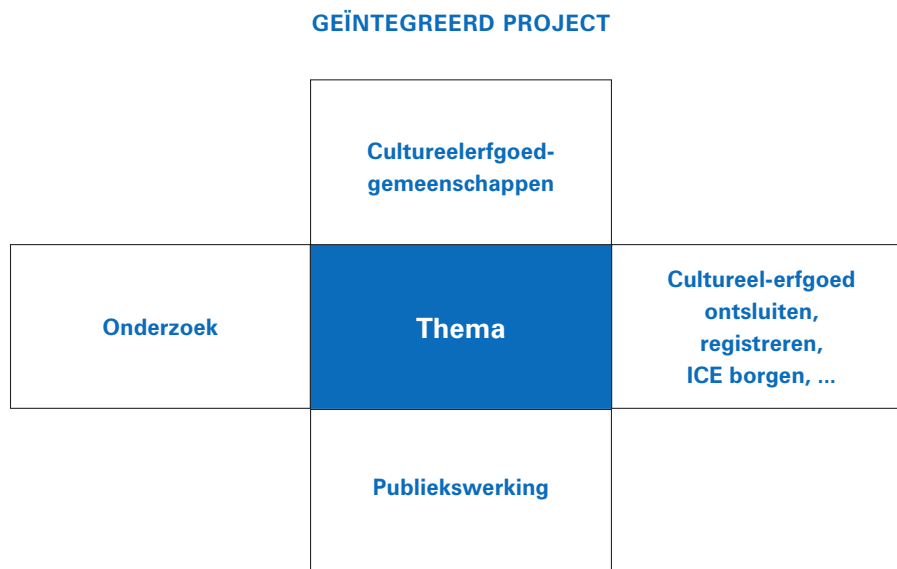 GEÏNTEGREERD PROJECT
Cultureelerfgoed-
gemeenschappen
Onderzoek
Thema
Cultureel-erfgoed
ontsluiten,
registreren,
ICE borgen, ...
Publiekswerking